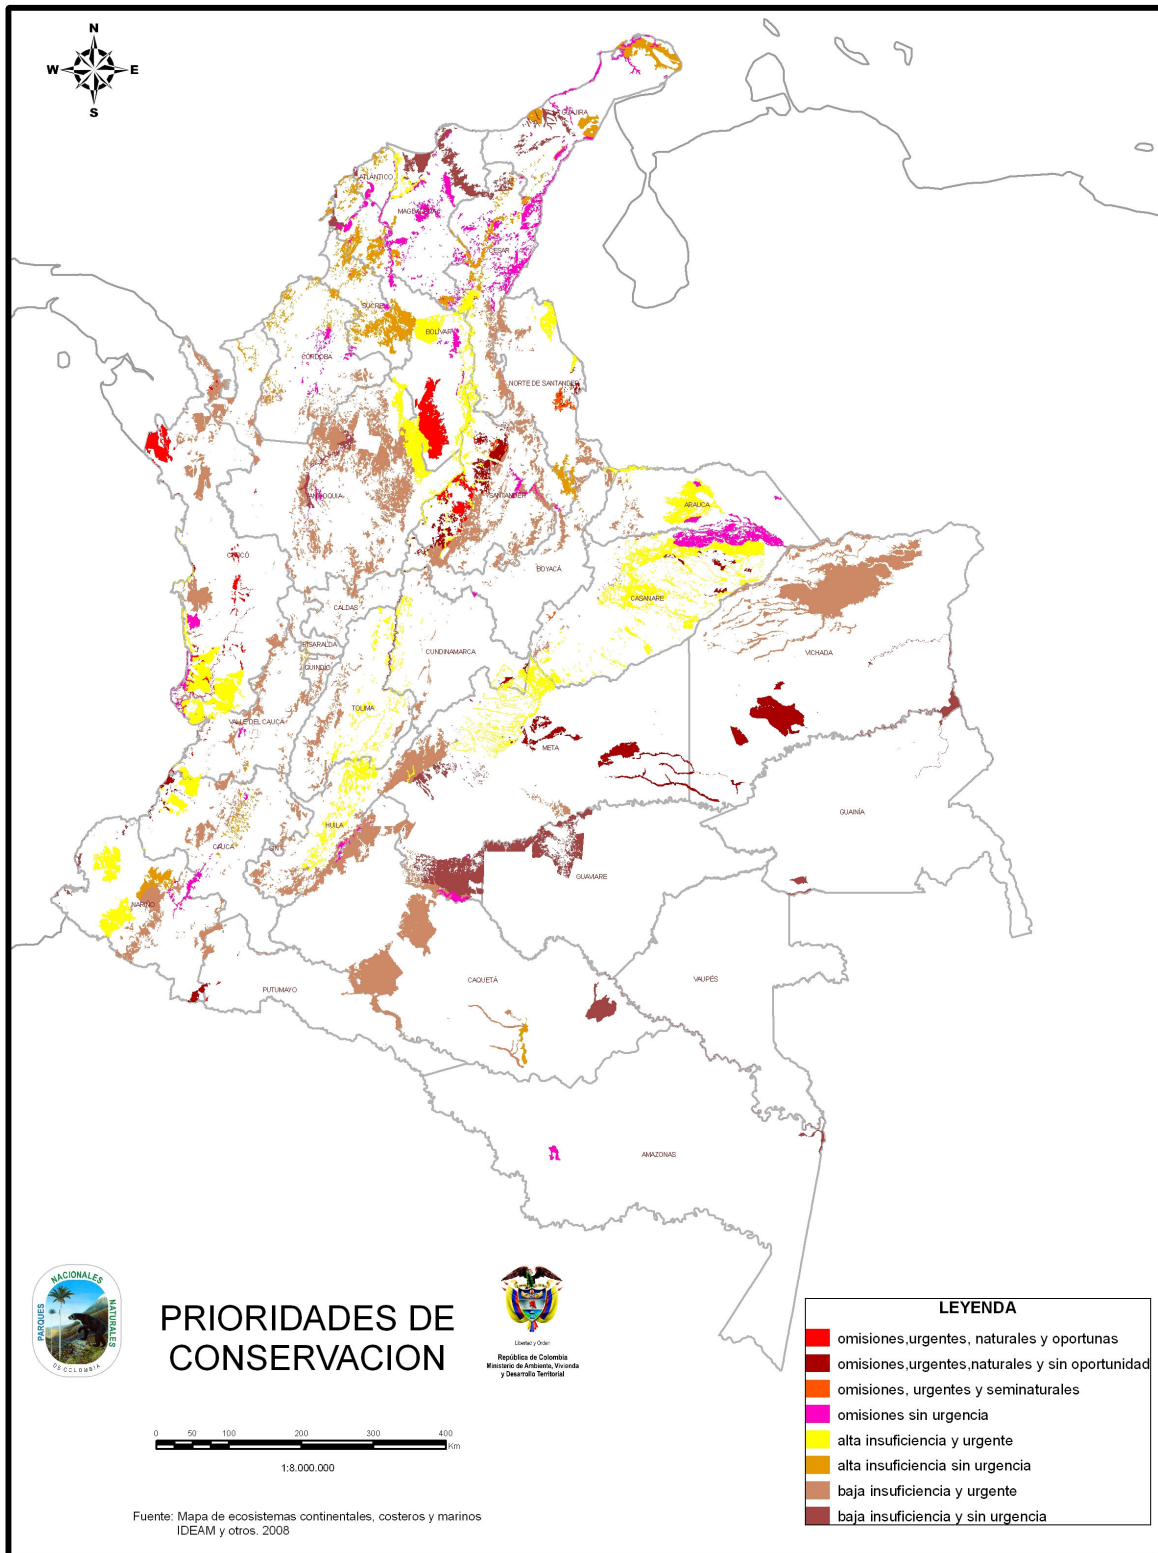 N
W
E
S
LA GUAJIRA
ATLÁNTICO
MAGDALENA
CESAR
SUCRE
BOLÍVAR
CÓRDOBA
NORTE DE SANTANDER
ANTIOQUIA
SANTANDER
ARAUCA
CHOCÓ
BOYACÁ
CASANARE
CALDAS
RISARALDA
CUNDINAMARCA
VICHADA
QUINDÍO
TOLIMA
VALLE DEL CAUCA
META
GUAINÍA
HUILA
CAUCA
GUAVIARE
NARIÑO
PUTUMAYO
CAQUETÁ
VAUPÉS
AMAZONAS
PARQUES
NACIONALES
NATURALES
DE COLOMBIA
PRIORIDADES DE
CONSERVACION
Libertad y Orden
República de Colombia
Ministerio de Ambiente, Vivienda
y Desarrollo Territorial
0 50 100 200 300 400
Km
1:8.000.000
Fuente: Mapa de ecosistemas continentales, costeros y marinos
IDEAM y otros. 2008
LEYENDA
omisiones,urgentes, naturales y oportunas
omisiones,urgentes,naturales y sin oportunidad
omisiones, urgentes y seminaturales
omisiones sin urgencia
alta insuficiencia y urgente
alta insuficiencia sin urgencia
baja insuficiencia y urgente
baja insuficiencia y sin urgencia